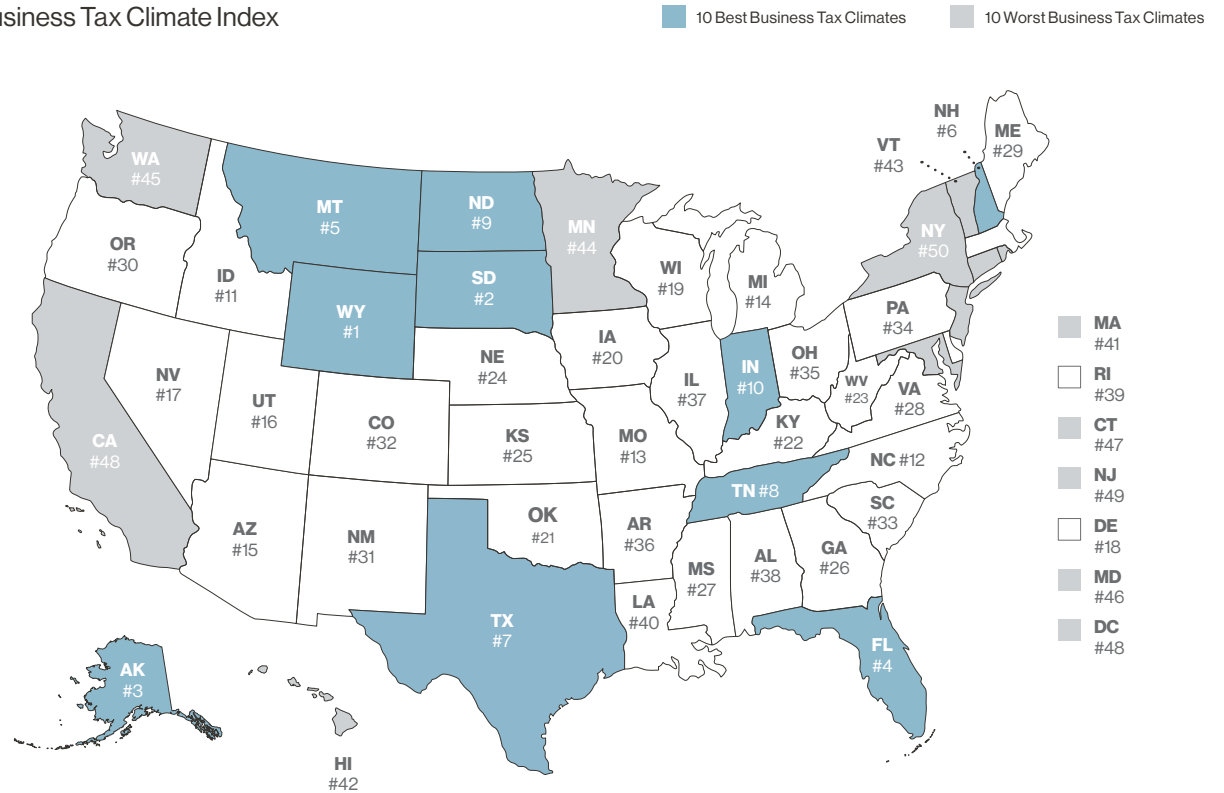 usiness Tax Climate Index
10 Best Business Tax Climates
10 Worst Business Tax Climates
NH
#6
ME
#29
VT
#43
WA
#45
MT
#5
ND
#9
MN
#44
NY
#50
OR
#30
ID
#11
WY
#1
SD
#2
WI
#19
MI
#14
PA
#34
NV
#17
UT
#16
CO
#32
NE
#24
IA
#20
IL
#37
IN
#10
OH
#35
WV
#23
VA
#28
KY
#22
CA
#48
KS
#25
MO
#13
NC #12
TN #8
SC
#33
AZ
#15
NM
#31
OK
#21
AR
#36
MS
#27
AL
#38
GA
#26
TX
#7
LA
#40
FL
#4
AK
#3
HI
#42
MA
#41
RI
#39
CT
#47
NJ
#49
DE
#18
MD
#46
DC
#48